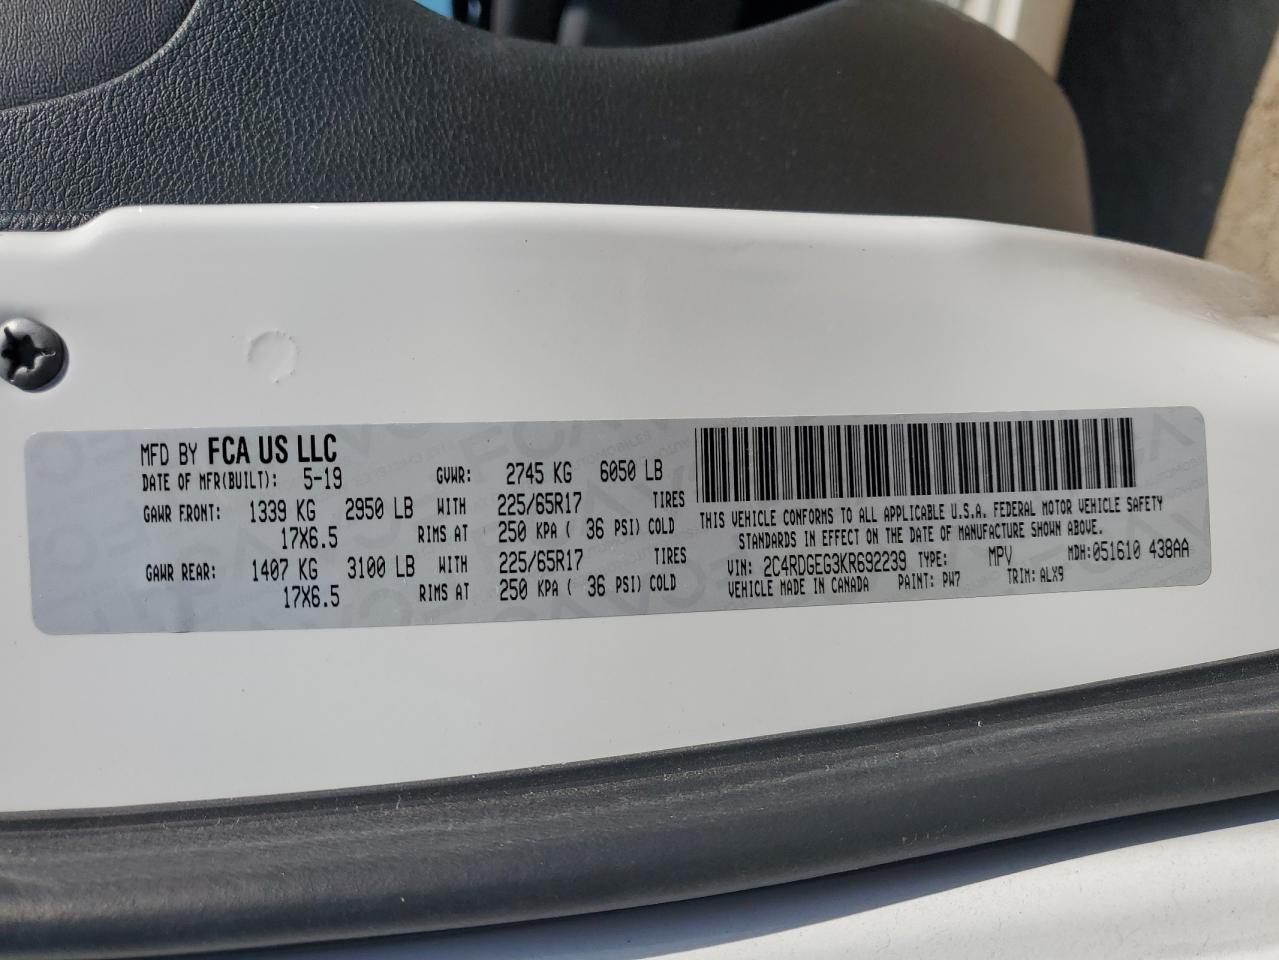 MFD BY FCA US LLC
DATE OF MFR(BUILT): 5-19 GVWR: 2745 KG 6050 LB
GAWR FRONT: 1339 KG 2950 LB WITH 225/65R17 TIRES
17X6.5 RIMS AT 250 KPA ( 36 PSI) COLD
GAWR REAR: 1407 KG 3100 LB WITH 225/65R17 TIRES
17X6.5 RIMS AT 250 KPA ( 36 PSI) COLD
THIS VEHICLE CONFORMS TO ALL APPLICABLE U.S.A. FEDERAL MOTOR VEHICLE SAFETY
STANDARDS IN EFFECT ON THE DATE OF MANUFACTURE SHOWN ABOVE.
VIN: 2C4RDGEG3KR692239 TYPE: MPV MDH:051610 438AA
VEHICLE MADE IN CANADA PAINT: PW7 TRIM: ALX9